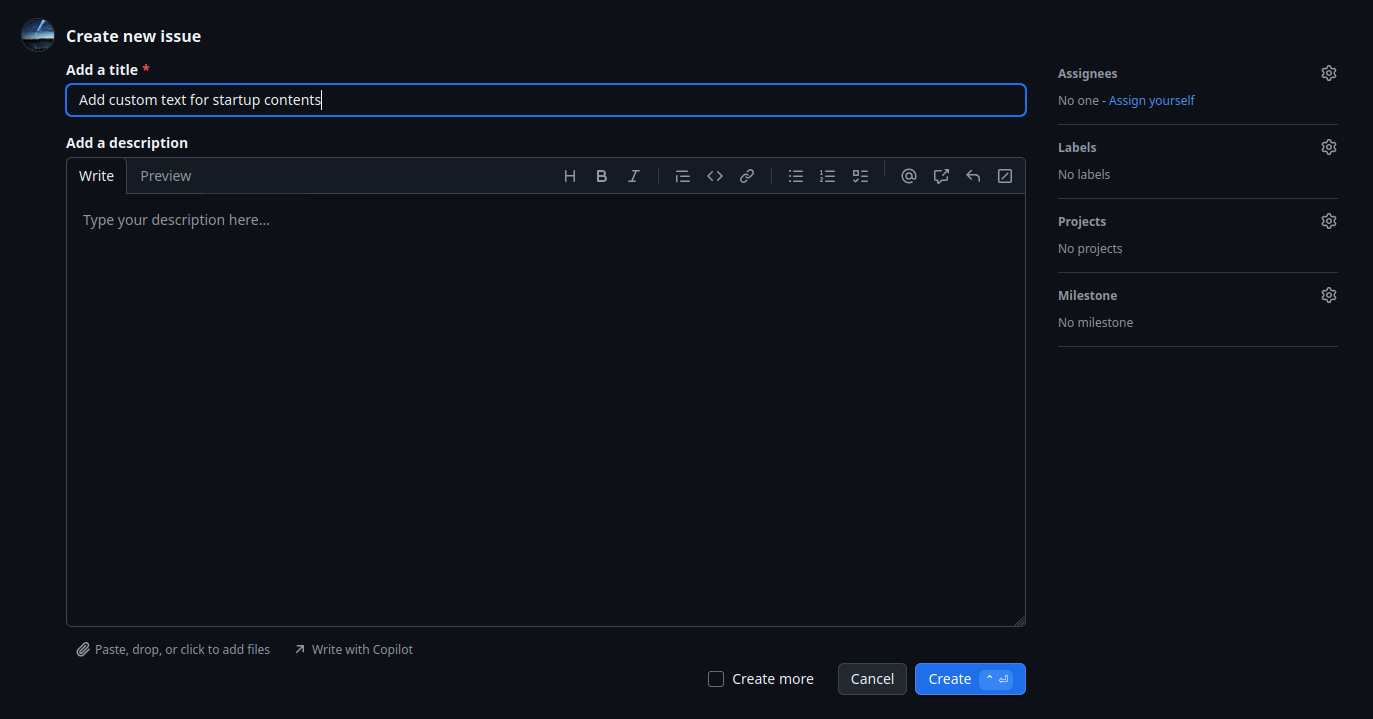 Create new issue
Add a title *
Add custom text for startup contents
Add a description
Write
Preview
Type your description here...
Paste, drop, or click to add files
Write with Copilot
Create more
Cancel
Create
Assignees
No one - Assign yourself
Labels
No labels
Projects
No projects
Milestone
No milestone